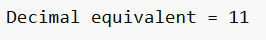 Decimal equivalent = 11